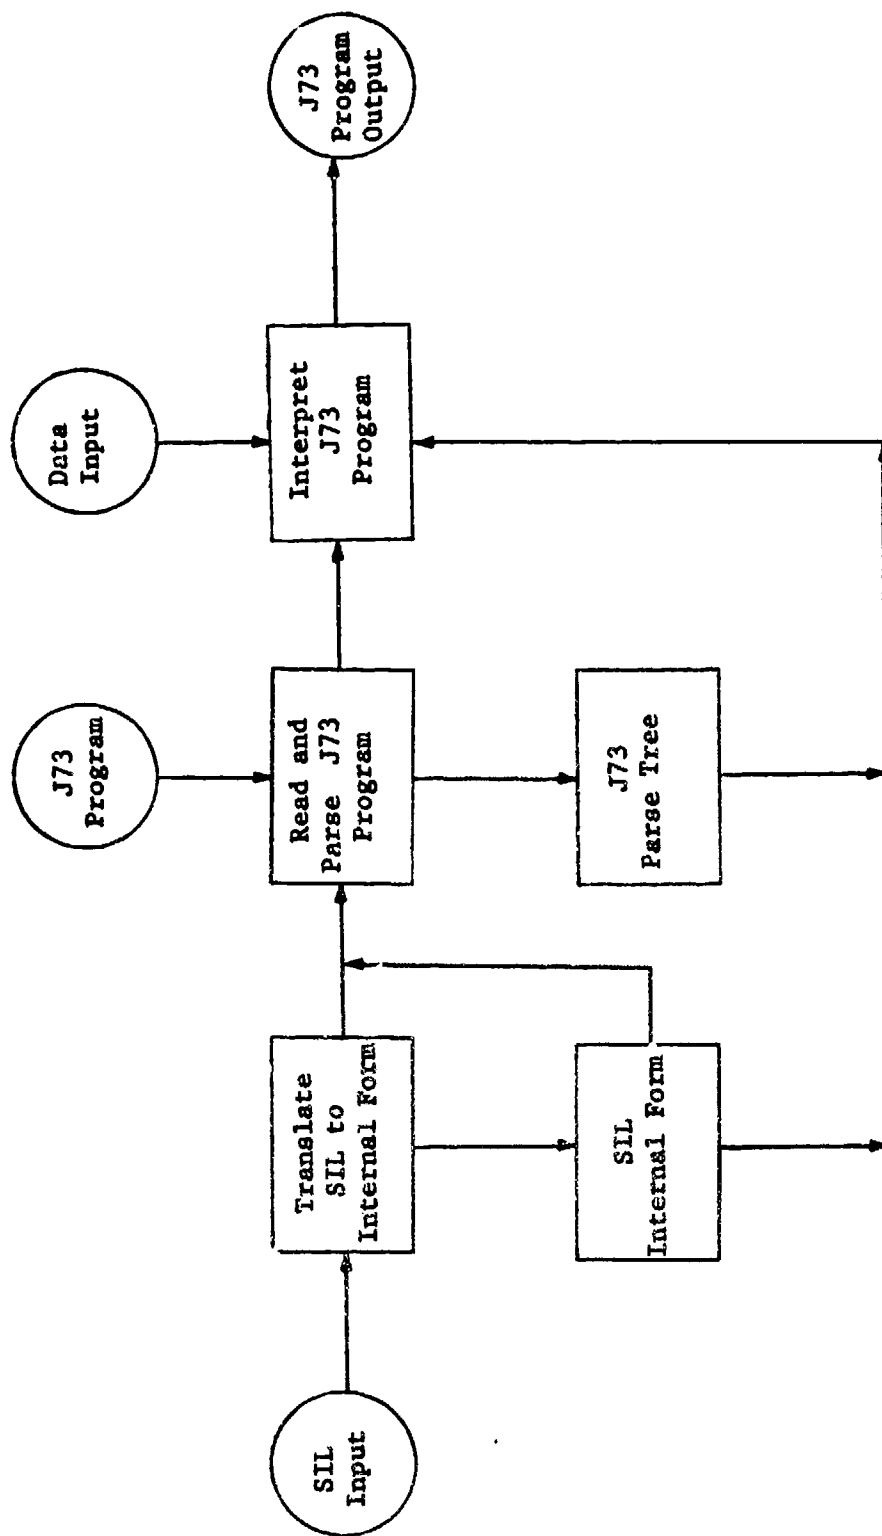 SIL
Input
Translate
SIL to
Internal Form
SIL
Internal Form
J73
Program
Read and
Parse J73
Program
J73
Parse Tree
Data
Input
Interpret
J73
Program
J73
Program
Output